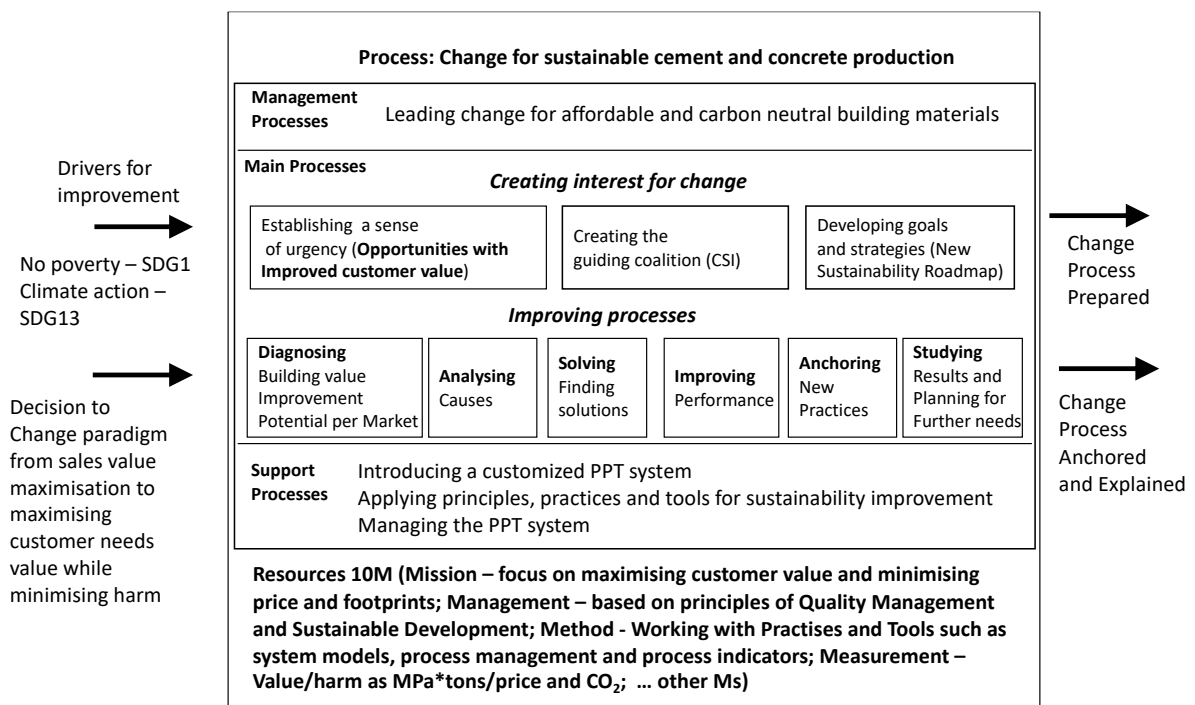 Process: Change for sustainable cement and concrete production
Management
Processes
Leading change for affordable and carbon neutral building materials
Drivers for
improvement
No poverty – SDG1
Climate action –
SDG13
Decision to
Change paradigm
from sales value
maximisation to
maximising
customer needs
value while
minimising harm
Main Processes
Creating interest for change
Establishing a sense
of urgency (Opportunities with
Improved customer value)
Creating the
guiding coalition (CSI)
Developing goals
and strategies (New
Sustainability Roadmap)
Improving processes
Diagnosing
Building value
Improvement
Potential per Market
Analysing
Causes
Solving
Finding
solutions
Improving
Performance
Anchoring
New
Practices
Studying
Results and
Planning for
Further needs
Support
Processes
Introducing a customized PPT system
Applying principles, practices and tools for sustainability improvement
Managing the PPT system
Resources 10M (Mission – focus on maximising customer value and minimising
price and footprints; Management – based on principles of Quality Management
and Sustainable Development; Method - Working with Practises and Tools such as
system models, process management and process indicators; Measurement –
Value/harm as MPa*tons/price and CO₂; … other Ms)
Change
Process
Prepared
Change
Process
Anchored
and Explained